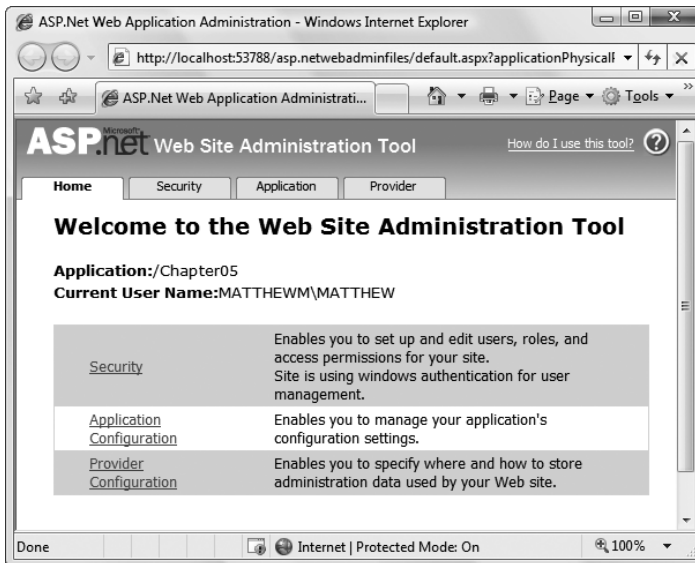 ASP.Net Web Application Administration - Windows Internet Explorer
http://localhost:53788/asp.netwebadminfiles/default.aspx?applicationPhysicalF
ASP.Net Web Application Administrati...
Page
Tools
»
Microsoft
ASP.net Web Site Administration Tool
How do I use this tool?
?
Home
Security
Application
Provider
Welcome to the Web Site Administration Tool
Application:/Chapter05
Current User Name:MATTHEWM\MATTHEW
Security
Enables you to set up and edit users, roles, and
access permissions for your site.
Site is using windows authentication for user
management.
Application
Configuration
Enables you to manage your application's
configuration settings.
Provider
Configuration
Enables you to specify where and how to store
administration data used by your Web site.
Done
Internet | Protected Mode: On
100%